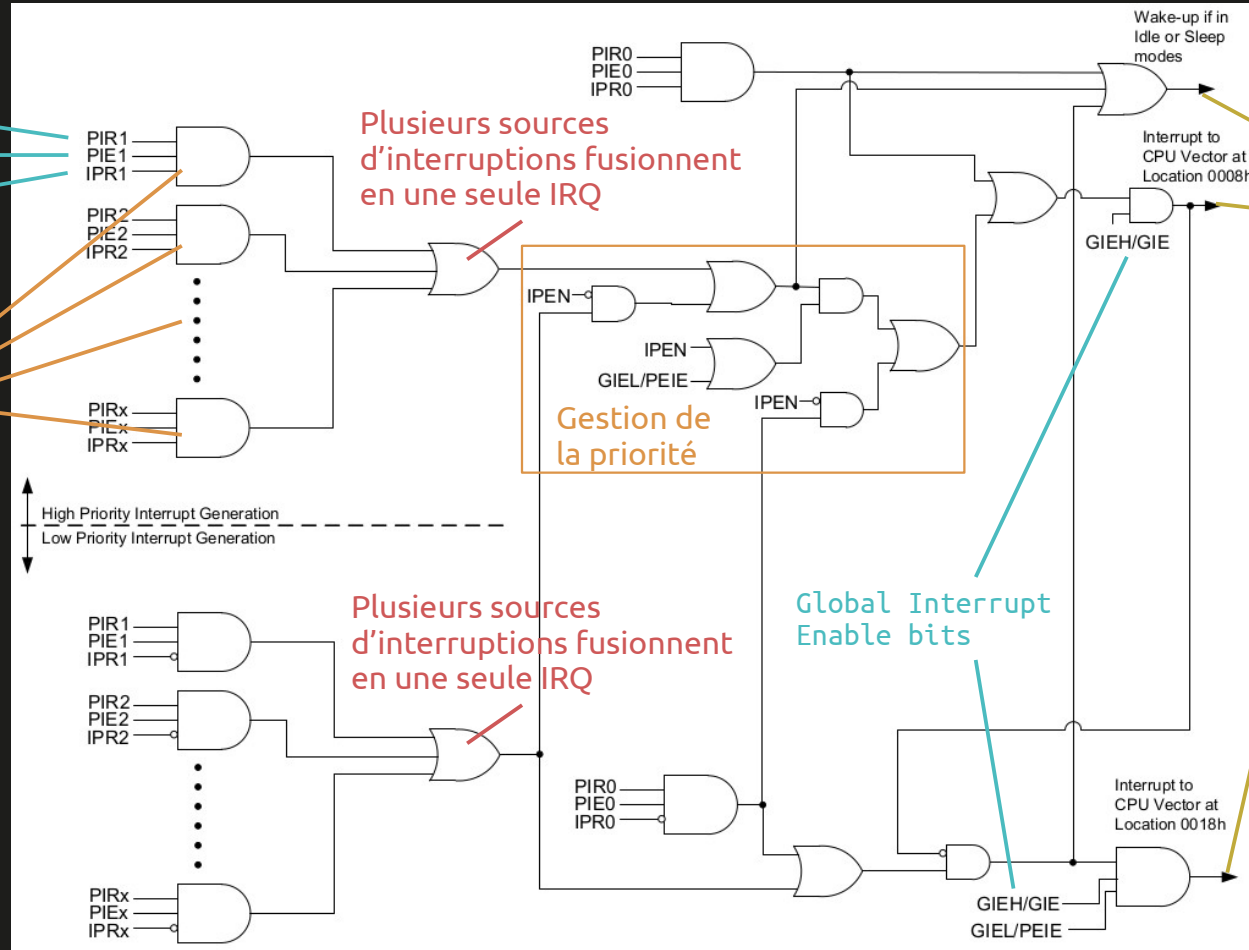 Wake-up if in
Idle or Sleep
modes
PIR0
PIE0
IPR0
Interrupt to
CPU Vector at
Location 0008h
GIEH/GIE
PIR1
PIE1
IPR1
Plusieurs sources
d'interruptions fusionnent
en une seule IRQ
PIR2
PIE2
IPR2
IPEN
IPEN
GIEL/PEIE
IPEN
Gestion de
la priorité
PIRx
PIEx
IPRx
High Priority Interrupt Generation
Low Priority Interrupt Generation
Global Interrupt
Enable bits
PIR1
PIE1
IPR1
Plusieurs sources
d'interruptions fusionnent
en une seule IRQ
PIR2
PIE2
IPR2
PIR0
PIE0
IPR0
Interrupt to
CPU Vector at
Location 0018h
PIRx
PIEx
IPRx
GIEH/GIE
GIEL/PEIE